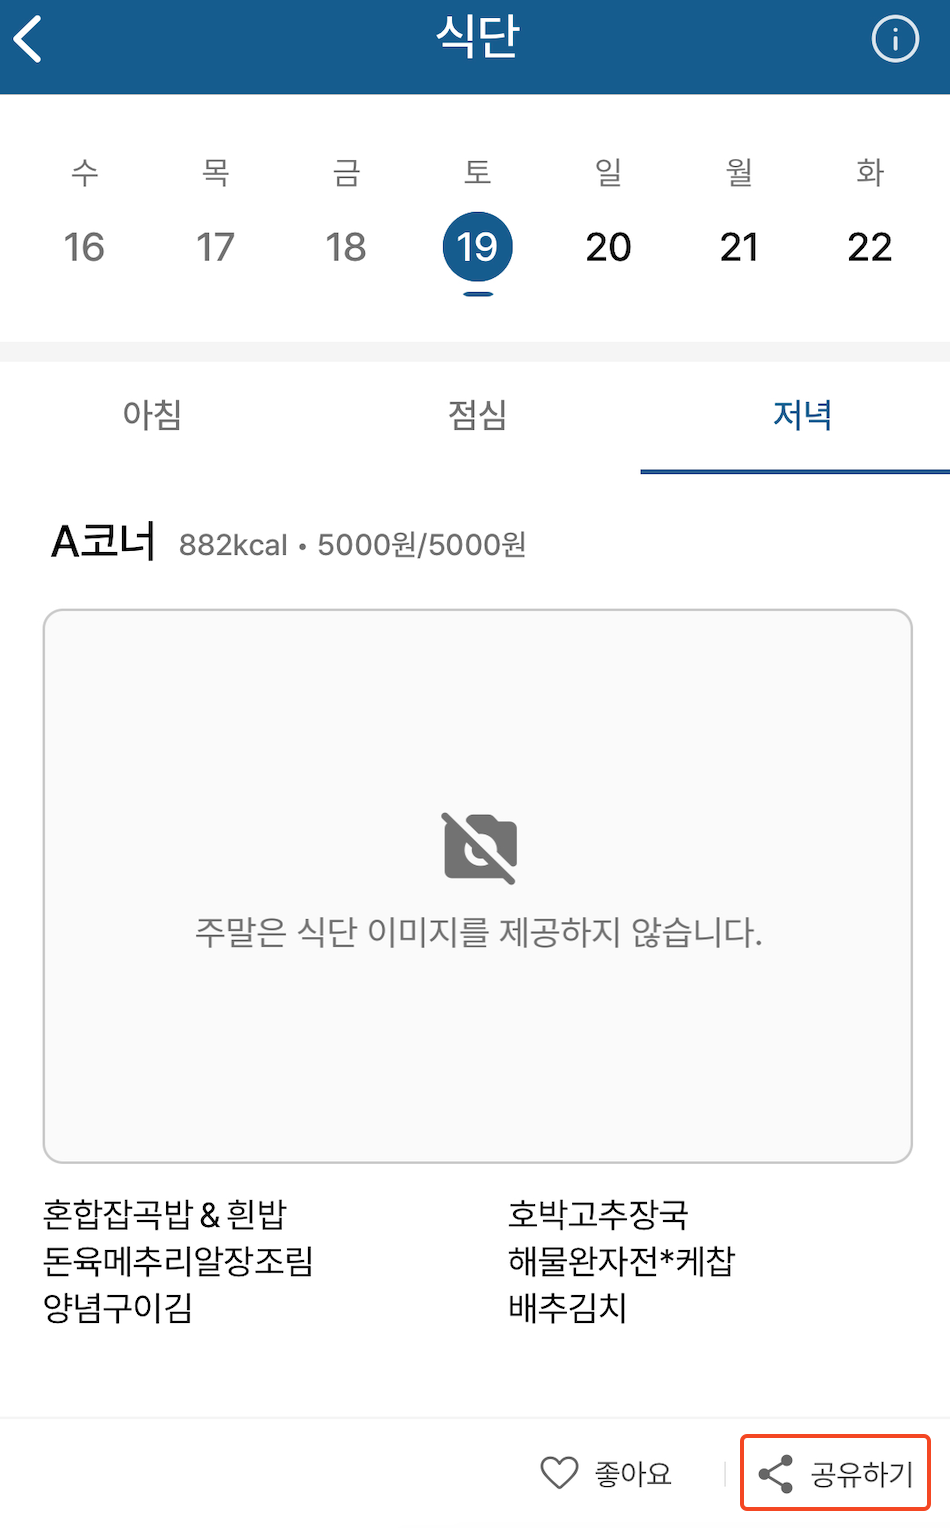 식단
수 목 금 토 일 월 화
16 17 18 19 20 21 22
아침 점심 저녁
A코너 882kcal • 5000원/5000원
주말은 식단 이미지를 제공하지 않습니다.
혼합잡곡밥 & 흰밥 호박고추장국
돈육메추리알장조림 해물완자전*케찹
양념구이김 배추김치
좋아요 공유하기